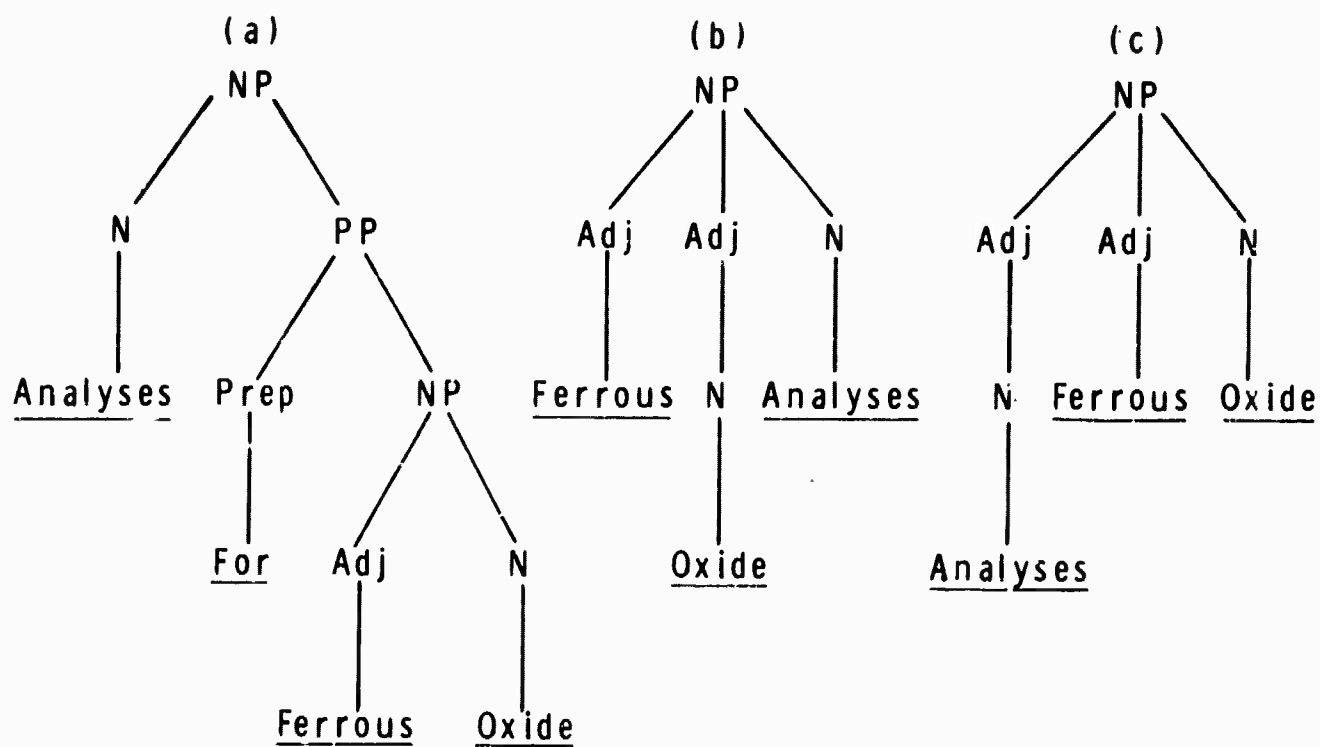 (a) (b) (c)
NP NP NP
N PP Adj Adj N Adj Adj N
Analyses Prep NP Ferrous N Analyses N Ferrous Oxide
For Adj N Oxide Analyses
Ferrous Oxide